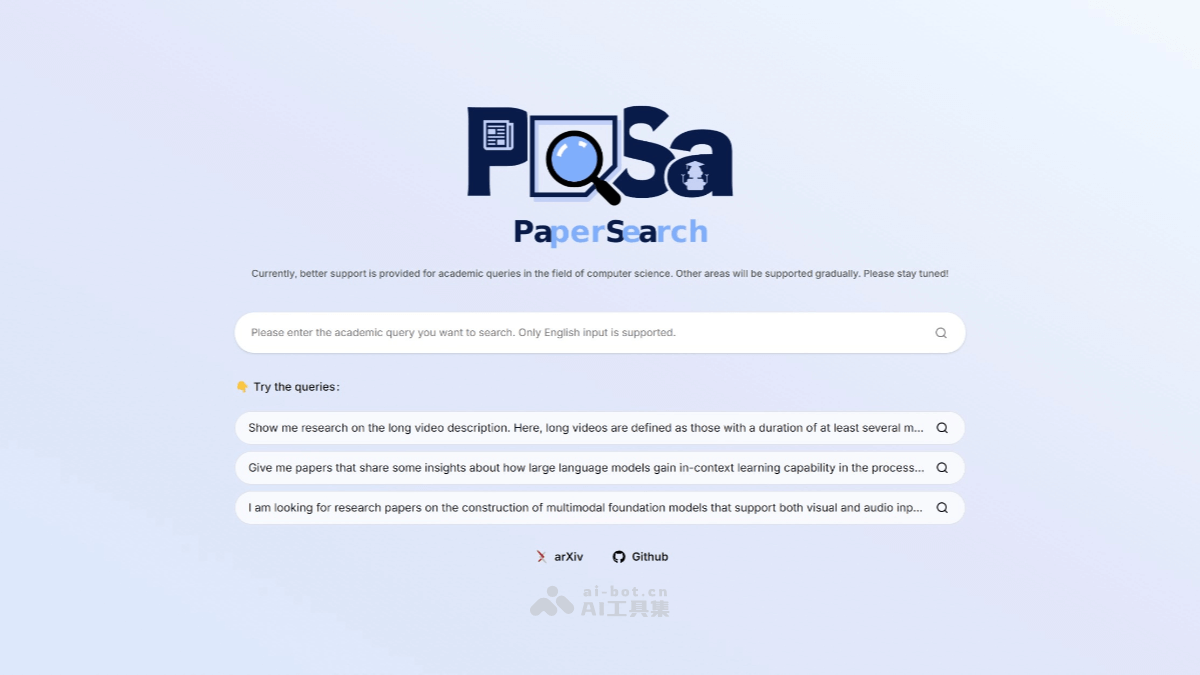 PaSa
PaperSearch
Currently, better support is provided for academic queries in the field of computer science. Other areas will be supported gradually. Please stay tuned!
Please enter the academic query you want to search. Only English input is supported.
Try the queries:
Show me research on the long video description. Here, long videos are defined as those with a duration of at least several m...
Give me papers that share some insights about how large language models gain in-context learning capability in the process...
I am looking for research papers on the construction of multimodal foundation models that support both visual and audio inp...
arXiv Github
ai-bot.cn
AI工具集